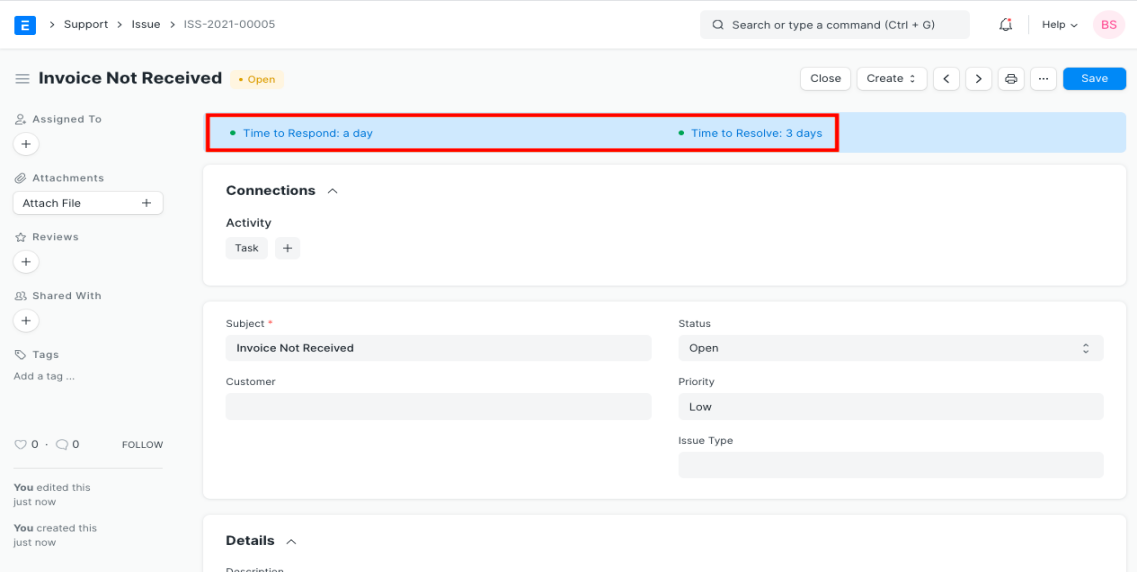 E Support Issue ISS-2021-00005 Search or type a command (Ctrl + G) Help BS
Invoice Not Received • Open Close Create ··· Save
Assigned To
+
Attachments
Attach File +
Reviews
+
Shared With
+
Tags
Add a tag ...
0 · 0 FOLLOW
You edited this
just now
You created this
just now
Time to Respond: a day Time to Resolve: 3 days
Connections
Activity
Task +
Subject *
Invoice Not Received
Customer
Status
Open
Priority
Low
Issue Type
Details
Description